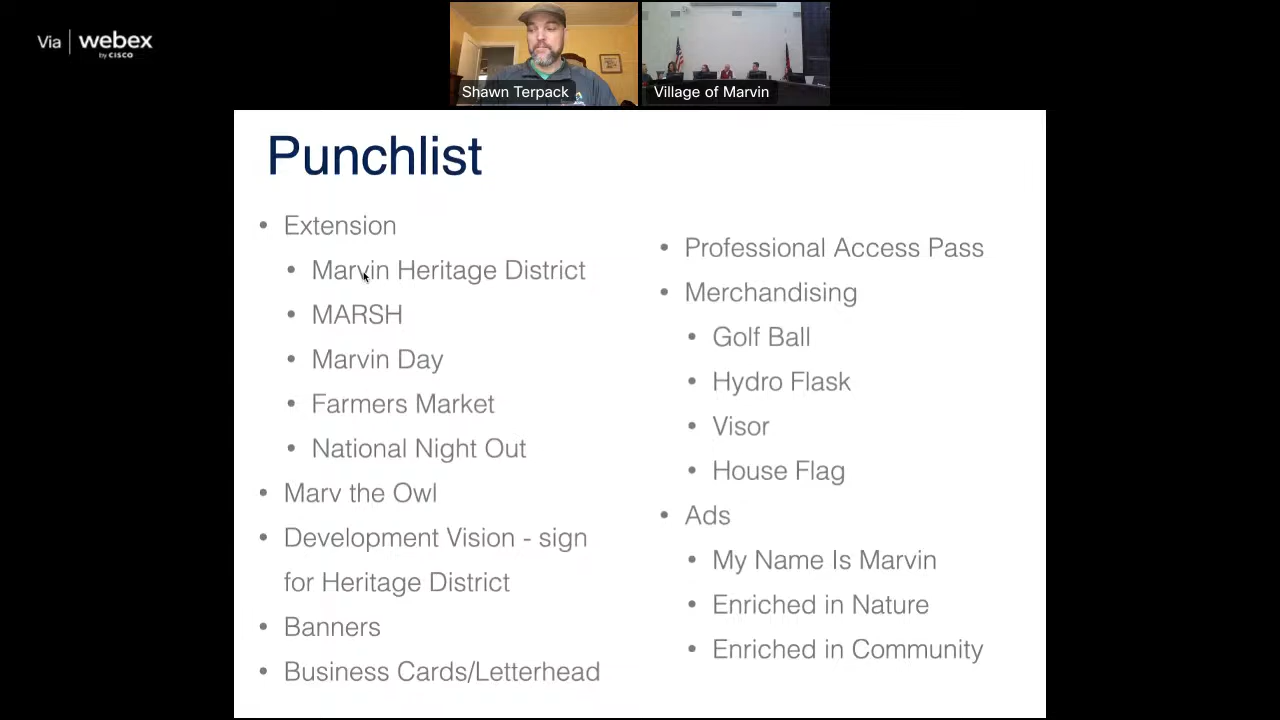 Via webex
by CISCO
Shawn Terpack
Village of Marvin
Punchlist
• Extension
• Marvin Heritage District
• MARSH
• Marvin Day
• Farmers Market
• National Night Out
• Marv the Owl
• Development Vision - sign
for Heritage District
• Banners
• Business Cards/Letterhead
• Professional Access Pass
• Merchandising
• Golf Ball
• Hydro Flask
• Visor
• House Flag
• Ads
• My Name Is Marvin
• Enriched in Nature
• Enriched in Community